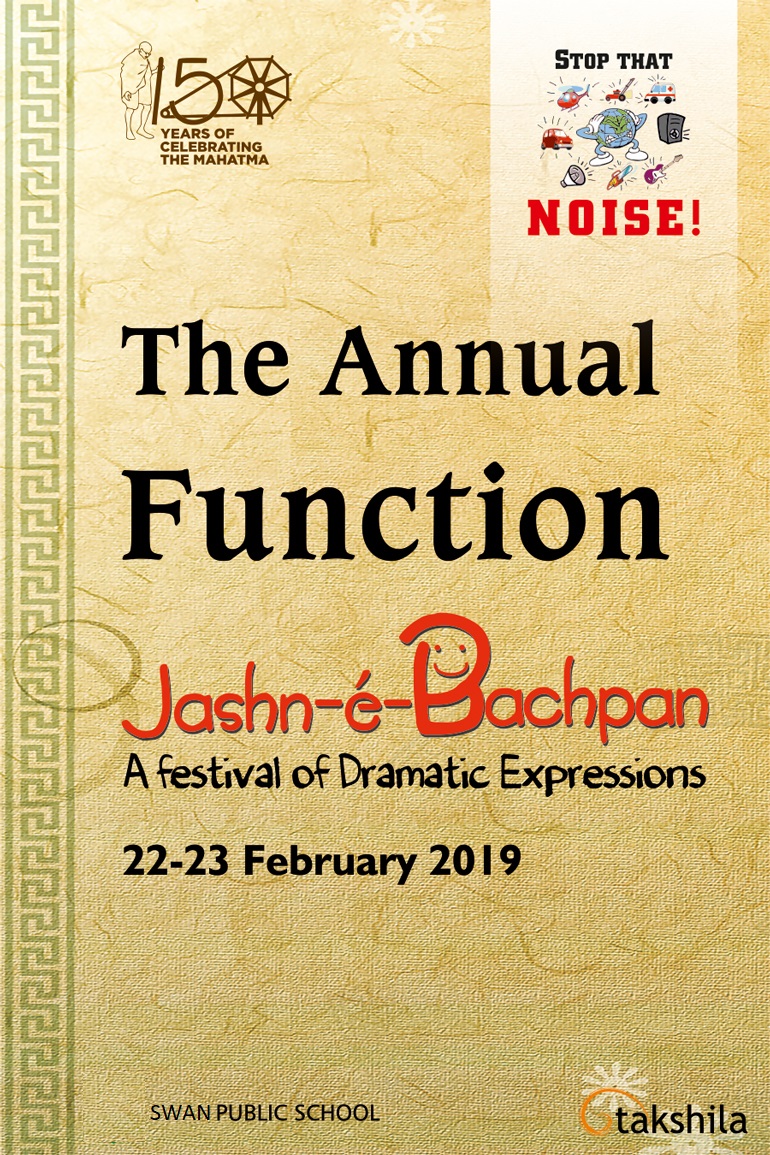 150
YEARS OF
CELEBRATING
THE MAHATMA
STOP THAT
NOISE!
The Annual
Function
Jashn-é-Bachpan
A festival of Dramatic Expressions
22-23 February 2019
SWAN PUBLIC SCHOOL
takshila